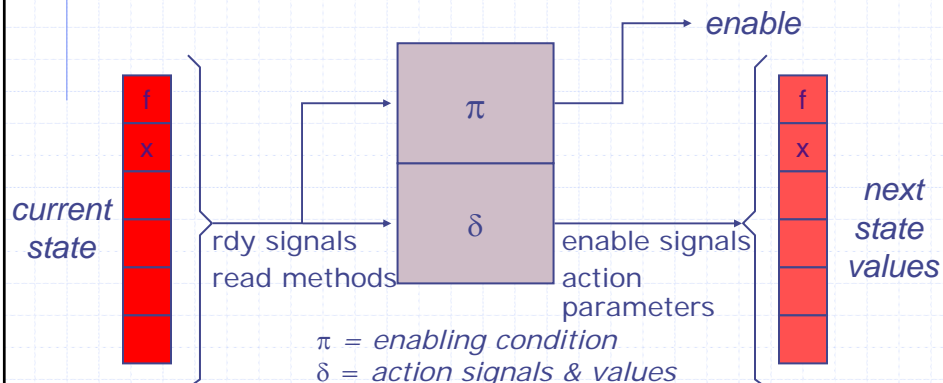 enable
f
x
π
current
state
δ
rdy signals
read methods
enable signals
action
parameters
f
x
next
state
values
π = enabling condition
δ = action signals & values